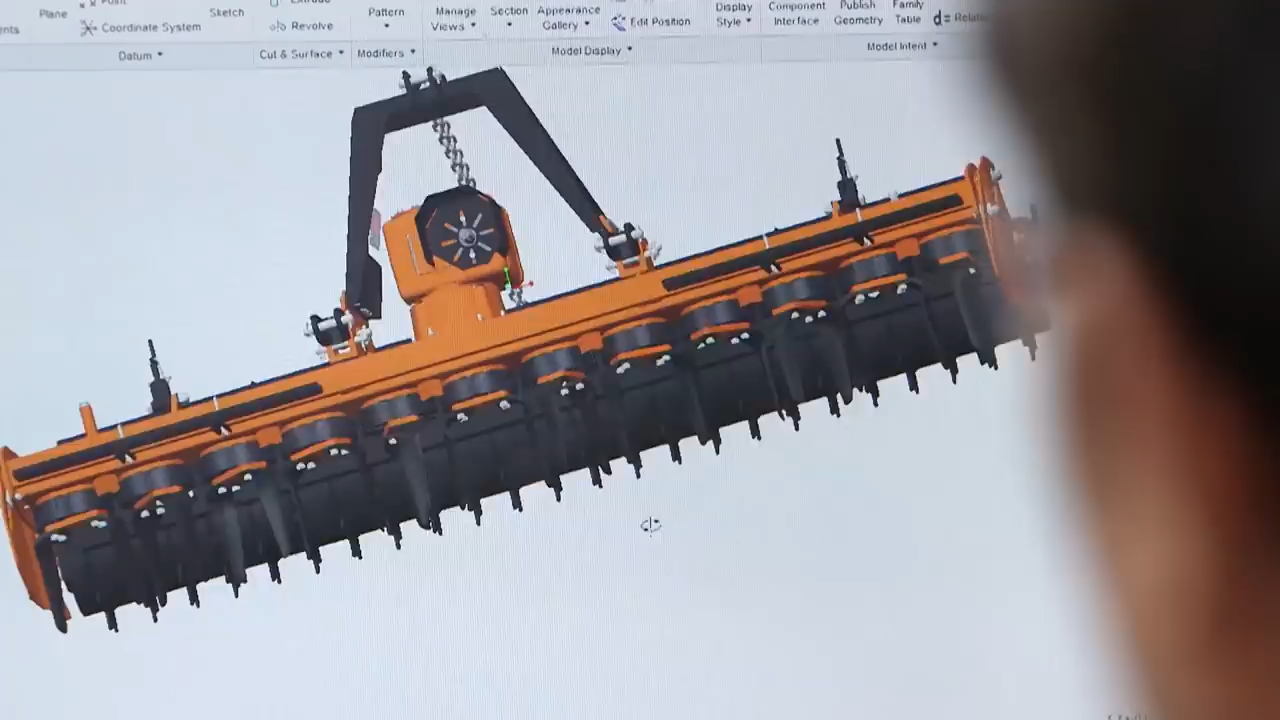 Plane
Coordinate System
Datum
Sketch
Revolve
Cut & Surface
Pattern
Modifiers
Manage
Views
Section
Appearance
Gallery
Edit Position
Model Display
Display
Style
Component
Interface
Publish
Geometry
Family
Table
Model Intent